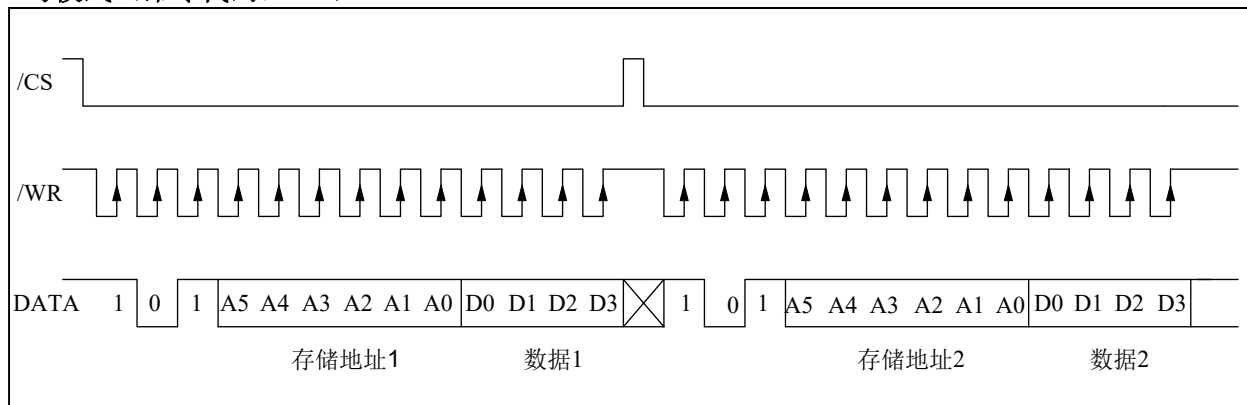 /CS
/WR
DATA 1 0 1 A5 A4 A3 A2 A1 A0 D0 D1 D2 D3 1 0 1 A5 A4 A3 A2 A1 A0 D0 D1 D2 D3
存储地址1 数据1 存储地址2 数据2